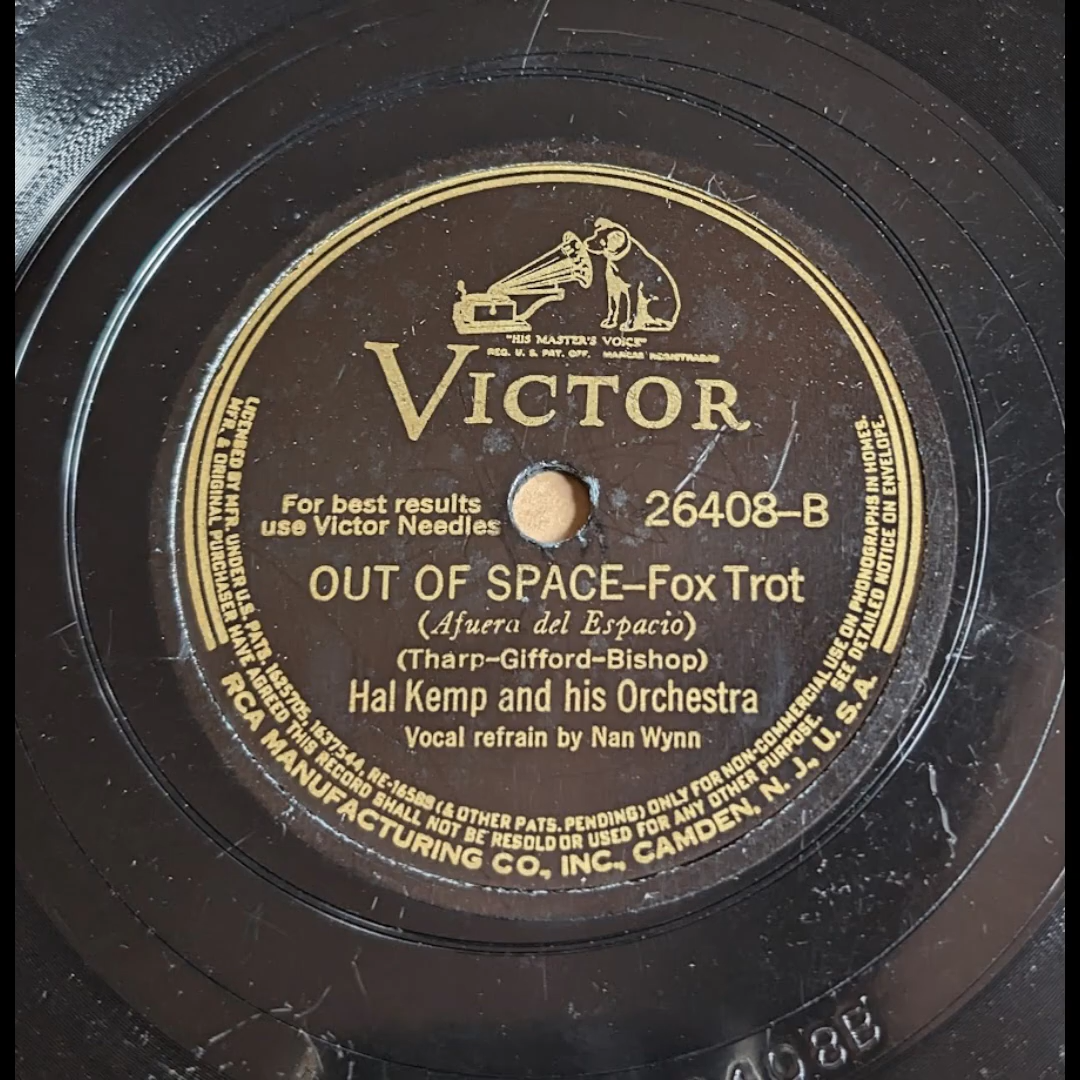 "HIS MASTER'S VOICE"
REG. U. S. PAT. OFF. MARCAS REGISTRADAS
VICTOR
For best results
use Victor Needles
26408-B
OUT OF SPACE-Fox Trot
(Afuera del Espacio)
(Tharp-Gifford-Bishop)
Hal Kemp and his Orchestra
Vocal refrain by Nan Wynn
LICENSED BY MFR. UNDER U.S. PATS. 1625705, 1637544, RE-16588 (& OTHER PATS. PENDING) ONLY FOR NON-COMMERCIAL USE ON PHONOGRAPHS IN HOMES.
MFR. & ORIGINAL PURCHASER HAVE AGREED THIS RECORD SHALL NOT BE RESOLD OR USED FOR ANY OTHER PURPOSE. SEE DETAILED NOTICE ON ENVELOPE.
RCA MANUFACTURING CO., INC., CAMDEN, N. J., U. S. A.
408B